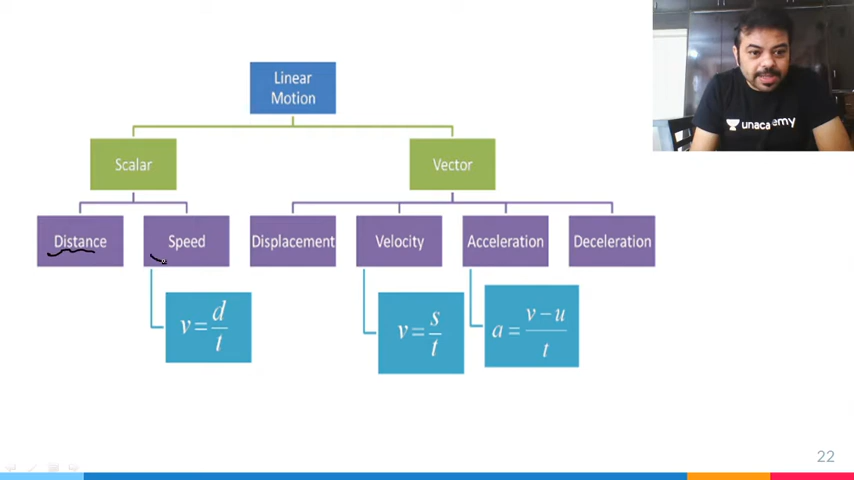 Linear
Motion
Scalar
Vector
Distance
Speed
Displacement
Velocity
Acceleration
Deceleration
v = d/t
v = s/t
a = (v − u)/t
unacademy
22